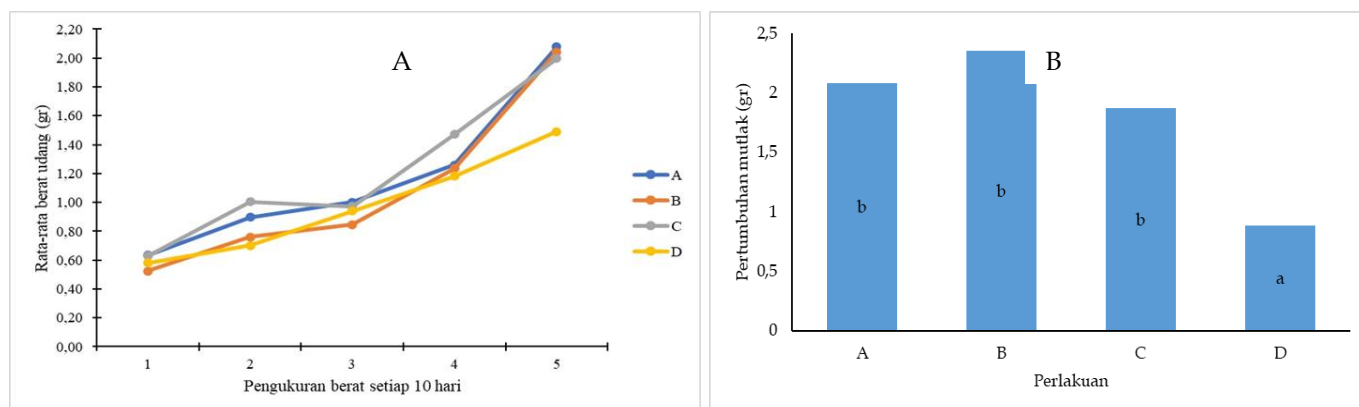 A
Rata-rata berat udang (gr)
2,20
2,00
1,80
1,60
1,40
1,20
1,00
0,80
0,60
0,40
0,20
0,00
1 2 3 4 5
Pengukuran berat setiap 10 hari
A
B
C
D
B
Pertumbuhan mutlak (gr)
2,5
2
1,5
1
0,5
0
b b b a
A B C D
Perlakuan